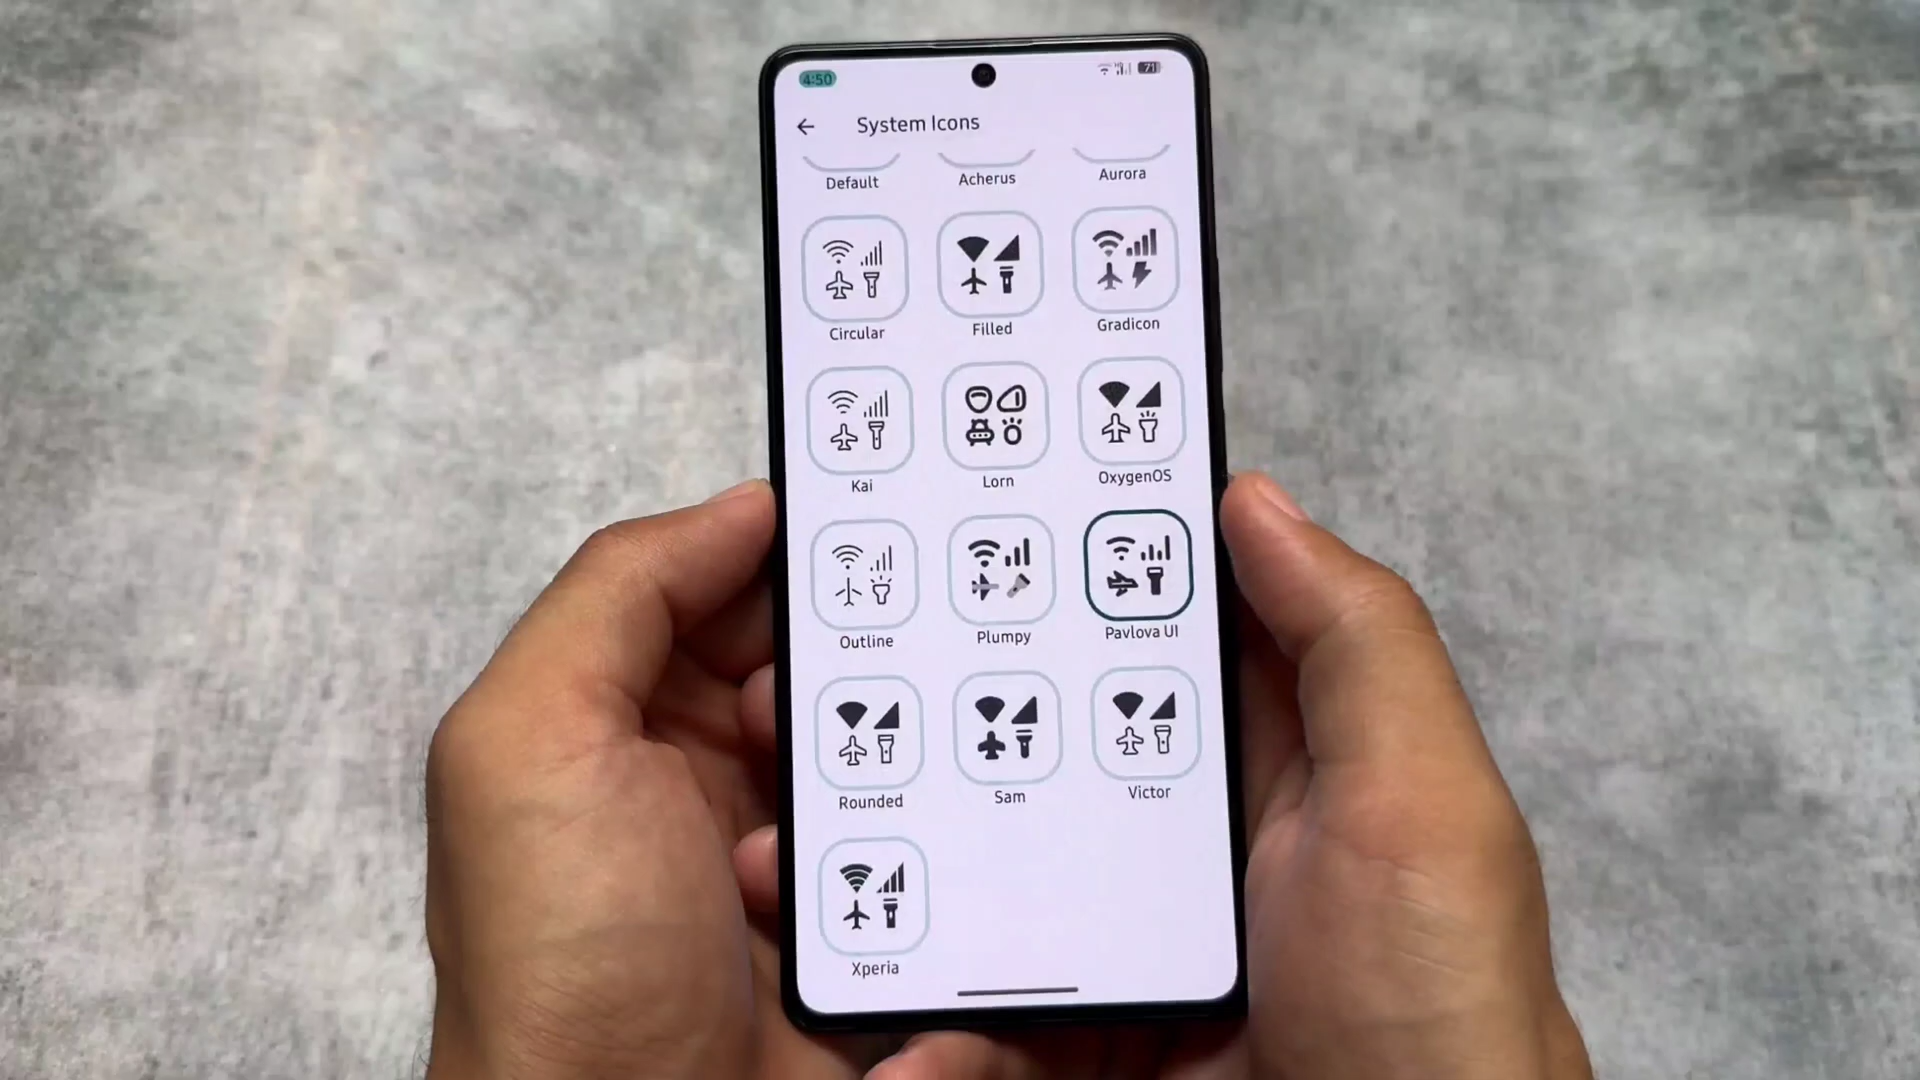 4:50
71
System Icons
Default Acherus Aurora
Circular Filled Gradicon
Kai Lorn OxygenOS
Outline Plumpy Pavlova UI
Rounded Sam Victor
Xperia